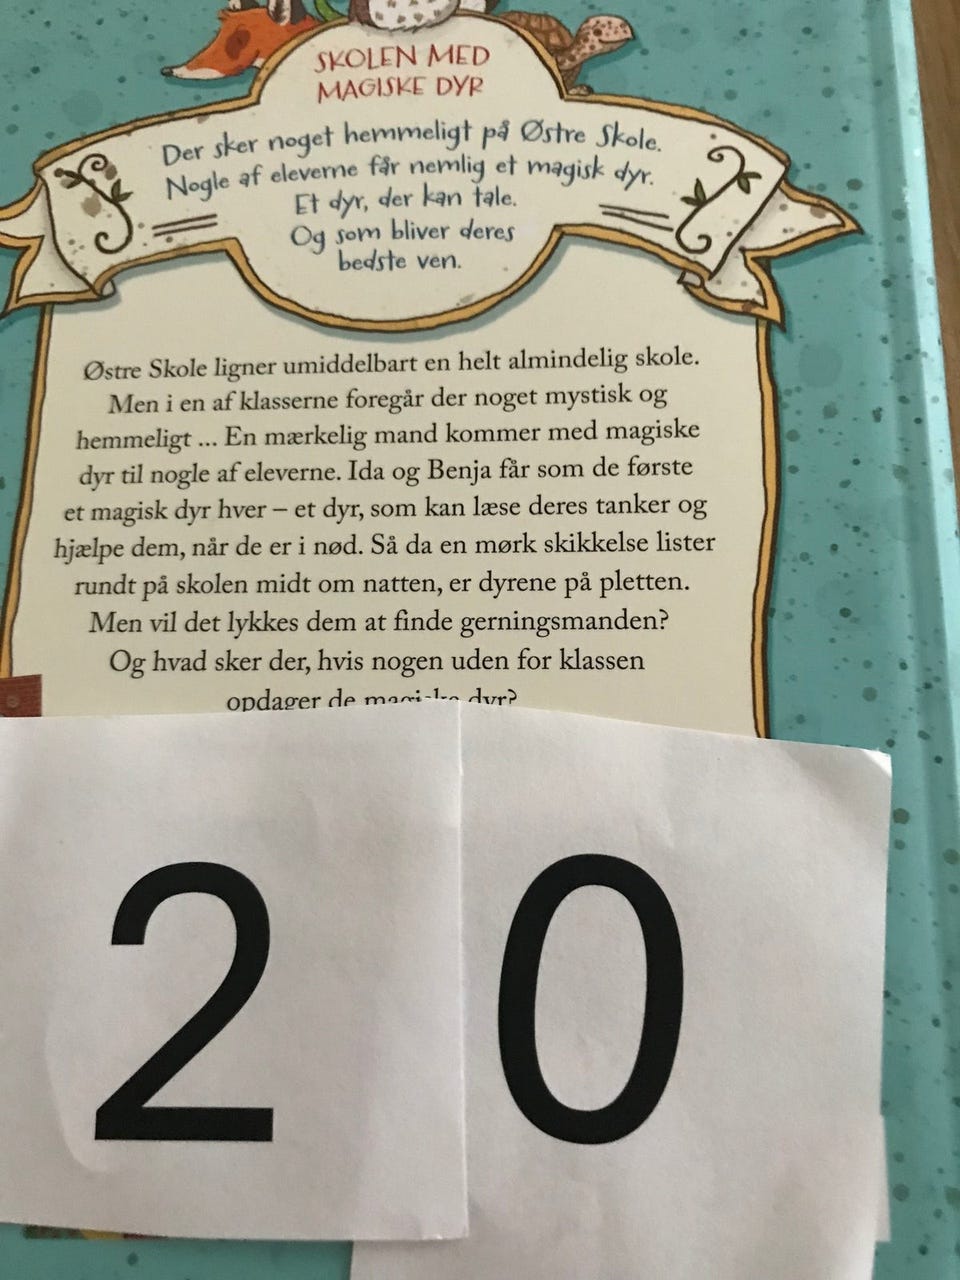 SKOLEN MED
MAGISKE DYR
Der sker noget hemmeligt på Østre Skole.
Nogle af eleverne får nemlig et magisk dyr.
Et dyr, der kan tale.
Og som bliver deres
bedste ven.
Østre Skole ligner umiddelbart en helt almindelig skole.
Men i en af klasserne foregår der noget mystisk og
hemmeligt ... En mærkelig mand kommer med magiske
dyr til nogle af eleverne. Ida og Benja får som de første
et magisk dyr hver – et dyr, som kan læse deres tanker og
hjælpe dem, når de er i nød. Så da en mørk skikkelse lister
rundt på skolen midt om natten, er dyrene på pletten.
Men vil det lykkes dem at finde gerningsmanden?
Og hvad sker der, hvis nogen uden for klassen
opdager de magiske dyr?
20